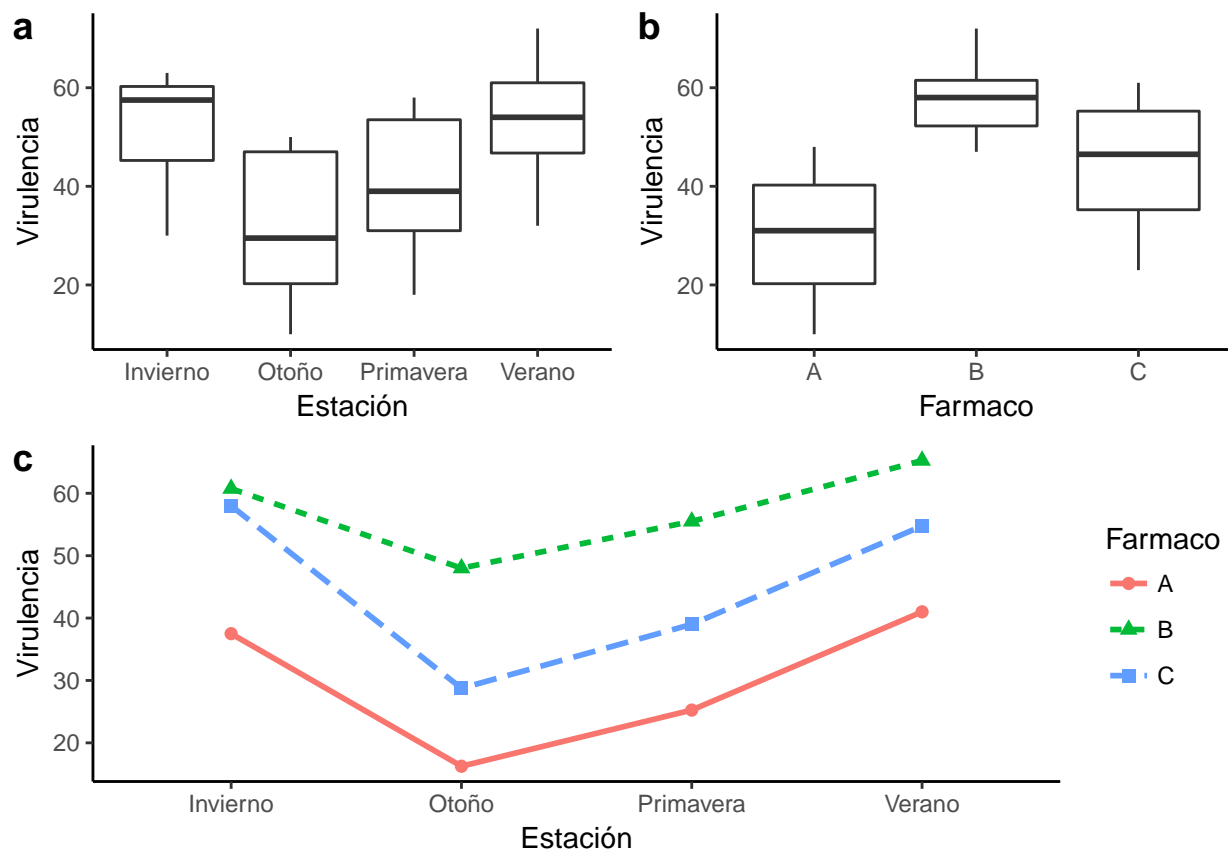 a
Virulencia
60
40
20
Invierno
Otoño
Primavera
Verano
Estación
b
Virulencia
60
40
20
A
B
C
Farmaco
c
Virulencia
60
50
40
30
20
Invierno
Otoño
Primavera
Verano
Estación
Farmaco
A
B
C